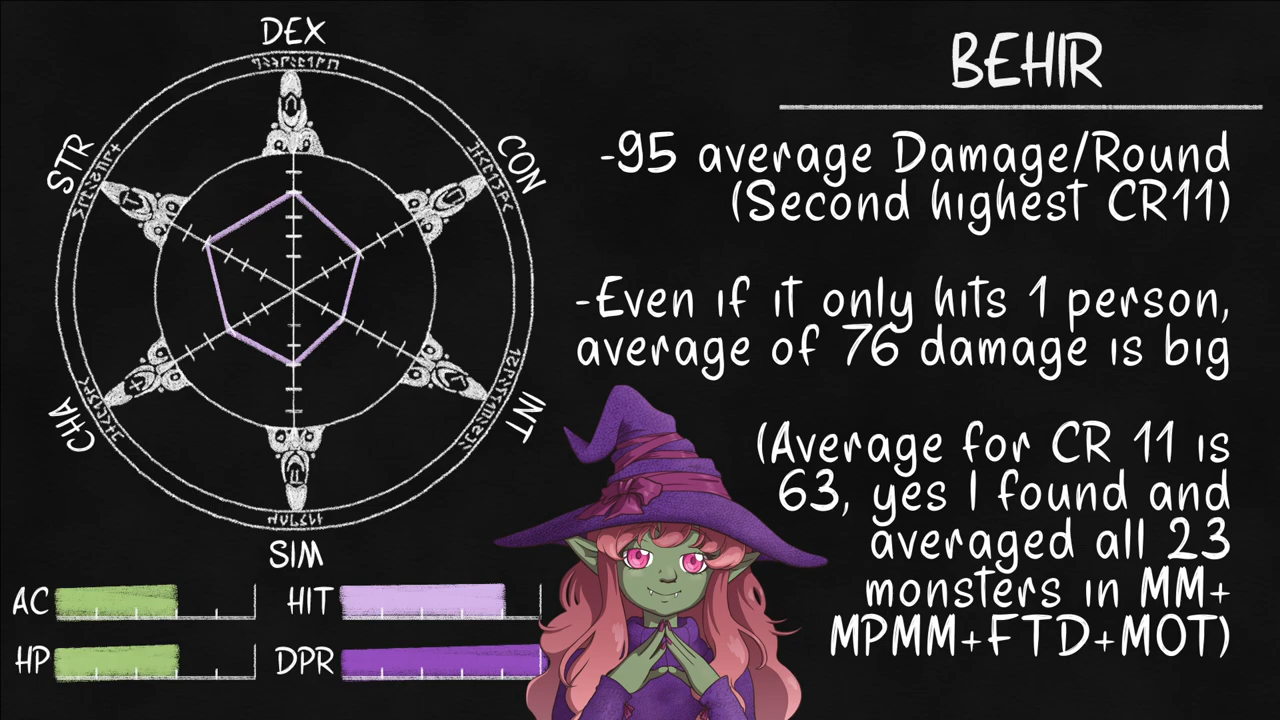 DEX
STR
CON
CHA
INT
SIM
AC
HIT
HP
DPR
BEHIR
-95 average Damage/Round
(Second highest CR11)
-Even if it only hits 1 person,
average of 76 damage is big
(Average for CR 11 is
63, yes I found and
averaged all 23
monsters in MM+
MPMM+FTD+MOT)